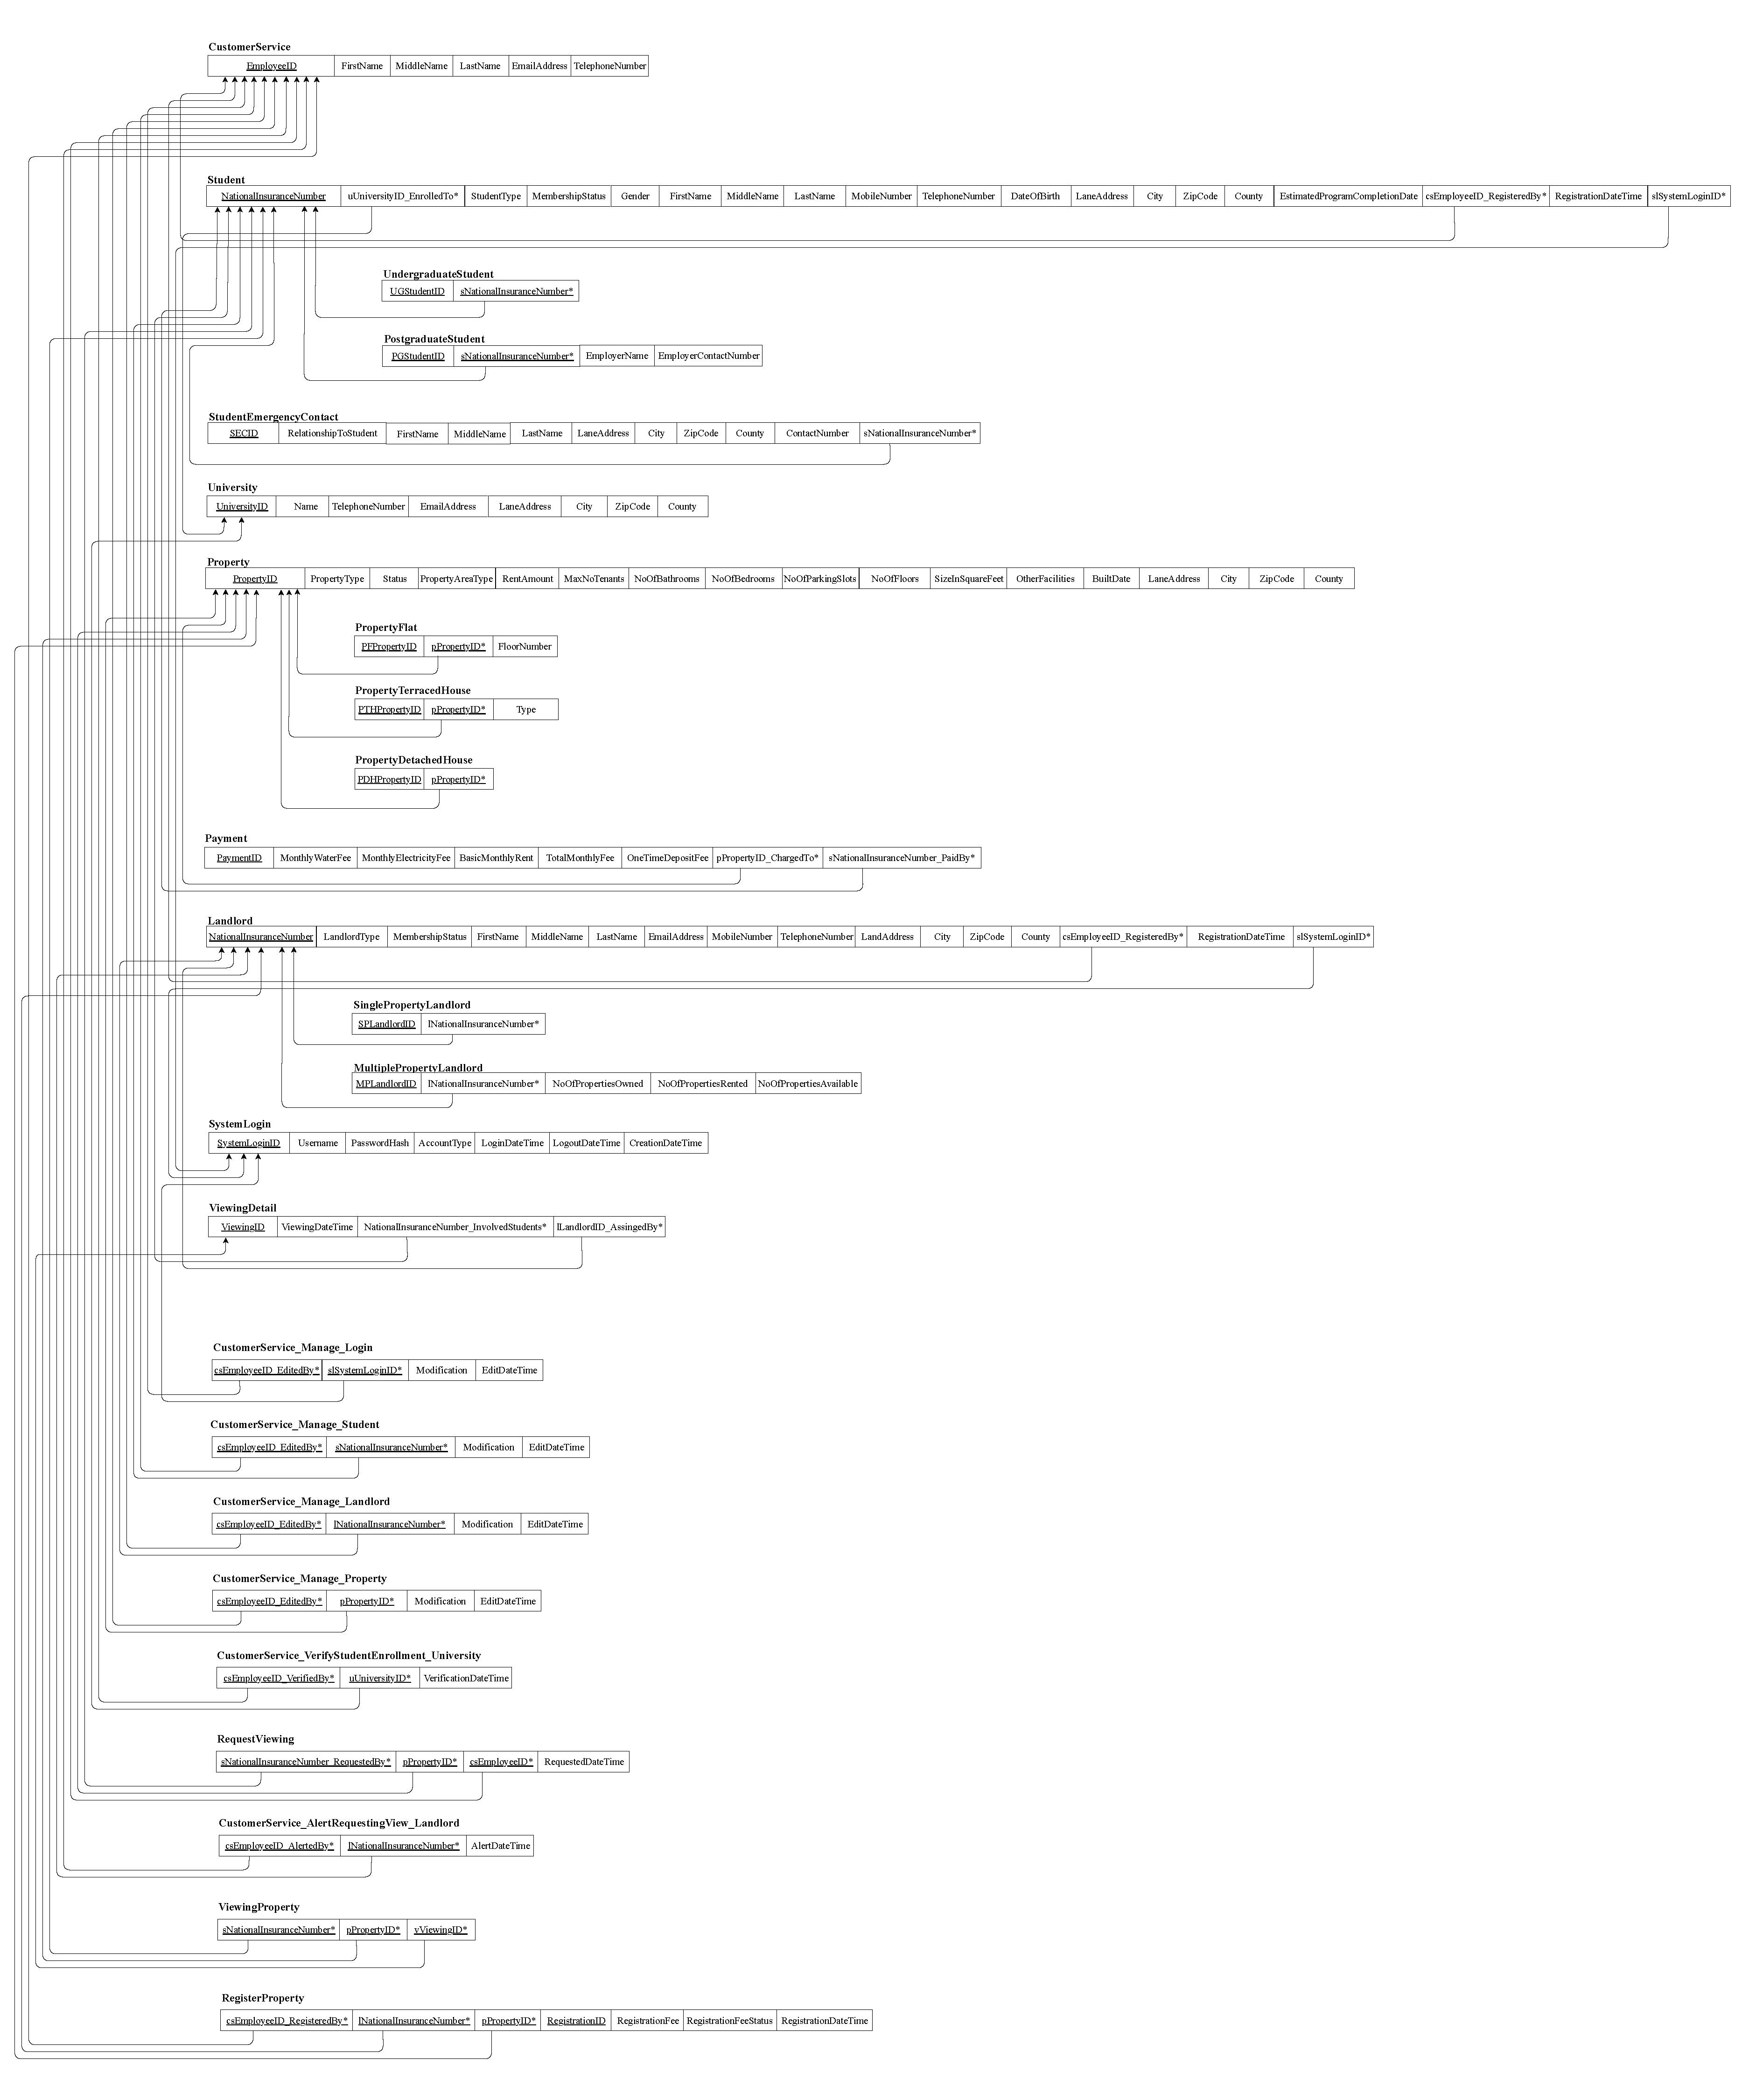 CustomerService
EmployeeID FirstName MiddleName LastName EmailAddress TelephoneNumber
Student
NationalInsuranceNumber uUniversityID_EnrolledTo* StudentType MembershipStatus Gender FirstName MiddleName LastName MobileNumber TelephoneNumber DateOfBirth LaneAddress City ZipCode County EstimatedProgramCompletionDate csEmployeeID_RegisteredBy* RegistrationDateTime slSystemLoginID*
UndergraduateStudent
UGStudentID sNationalInsuranceNumber*
PostgraduateStudent
PGStudentID sNationalInsuranceNumber* EmployerName EmployerContactNumber
StudentEmergencyContact
SECID RelationshipToStudent FirstName MiddleName LastName LaneAddress City ZipCode County ContactNumber sNationalInsuranceNumber*
University
UniversityID Name TelephoneNumber EmailAddress LaneAddress City ZipCode County
Property
PropertyID PropertyType Status PropertyAreaType RentAmount MaxNoTenants NoOfBathrooms NoOfBedrooms NoOfParkingSlots NoOfFloors SizeInSquareFeet OtherFacilities BuiltDate LaneAddress City ZipCode County
PropertyFlat
PFPropertyID pPropertyID* FloorNumber
PropertyTerracedHouse
PTHPropertyID pPropertyID* Type
PropertyDetachedHouse
PDHPropertyID pPropertyID*
Payment
PaymentID MonthlyWaterFee MonthlyElectricityFee BasicMonthlyRent TotalMonthlyFee OneTimeDepositFee pPropertyID_ChargedTo* sNationalInsuranceNumber_PaidBy*
Landlord
NationalInsuranceNumber LandlordType MembershipStatus FirstName MiddleName LastName EmailAddress MobileNumber TelephoneNumber LandAddress City ZipCode County csEmployeeID_RegisteredBy* RegistrationDateTime slSystemLoginID*
SinglePropertyLandlord
SPLandlordID lNationalInsuranceNumber*
MultiplePropertyLandlord
MPLandlordID lNationalInsuranceNumber* NoOfPropertiesOwned NoOfPropertiesRented NoOfPropertiesAvailable
SystemLogin
SystemLoginID Username PasswordHash AccountType LoginDateTime LogoutDateTime CreationDateTime
ViewingDetail
ViewingID ViewingDateTime NationalInsuranceNumber_InvolvedStudents* lLandlordID_AssingedBy*
CustomerService_Manage_Login
csEmployeeID_EditedBy* slSystemLoginID* Modification EditDateTime
CustomerService_Manage_Student
csEmployeeID_EditedBy* sNationalInsuranceNumber* Modification EditDateTime
CustomerService_Manage_Landlord
csEmployeeID_EditedBy* lNationalInsuranceNumber* Modification EditDateTime
CustomerService_Manage_Property
csEmployeeID_EditedBy* pPropertyID* Modification EditDateTime
CustomerService_VerifyStudentEnrollment_University
csEmployeeID_VerifiedBy* uUniversityID* VerificationDateTime
RequestViewing
sNationalInsuranceNumber_RequestedBy* pPropertyID* csEmployeeID* RequestedDateTime
CustomerService_AlertRequestingView_Landlord
csEmployeeID_AlertedBy* lNationalInsuranceNumber* AlertDateTime
ViewingProperty
sNationalInsuranceNumber* pPropertyID* vViewingID*
RegisterProperty
csEmployeeID_RegisteredBy* lNationalInsuranceNumber* pPropertyID* RegistrationID RegistrationFee RegistrationFeeStatus RegistrationDateTime